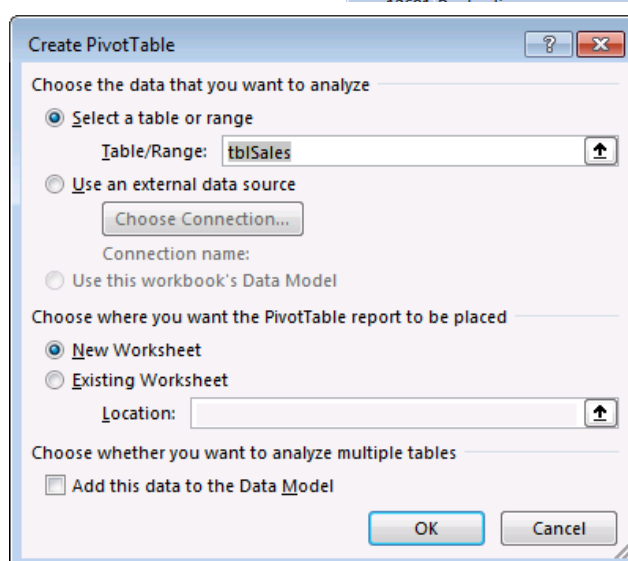 Create PivotTable
Choose the data that you want to analyze
Select a table or range
Table/Range: tblSales
Use an external data source
Choose Connection...
Connection name:
Use this workbook's Data Model
Choose where you want the PivotTable report to be placed
New Worksheet
Existing Worksheet
Location:
Choose whether you want to analyze multiple tables
Add this data to the Data Model
OK Cancel